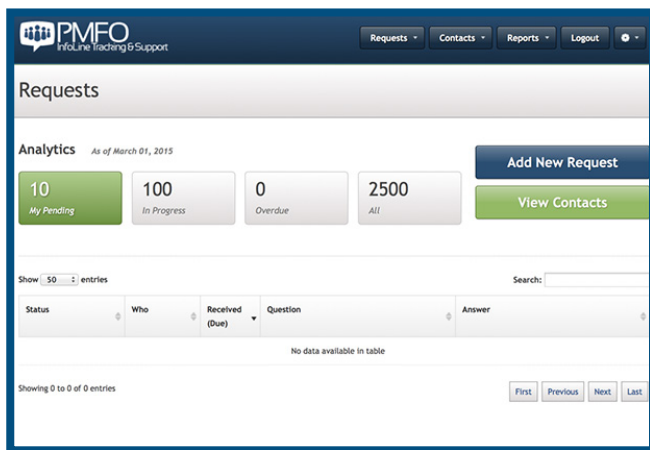 PMFO
InfoLine Tracking & Support
Requests Contacts Reports Logout
Requests
Analytics As of March 01, 2015
Add New Request
10
My Pending
100
In Progress
0
Overdue
2500
All
View Contacts
Show 50 entries
Search:
Status Who Received (Due) Question Answer
No data available in table
Showing 0 to 0 of 0 entries
First Previous Next Last